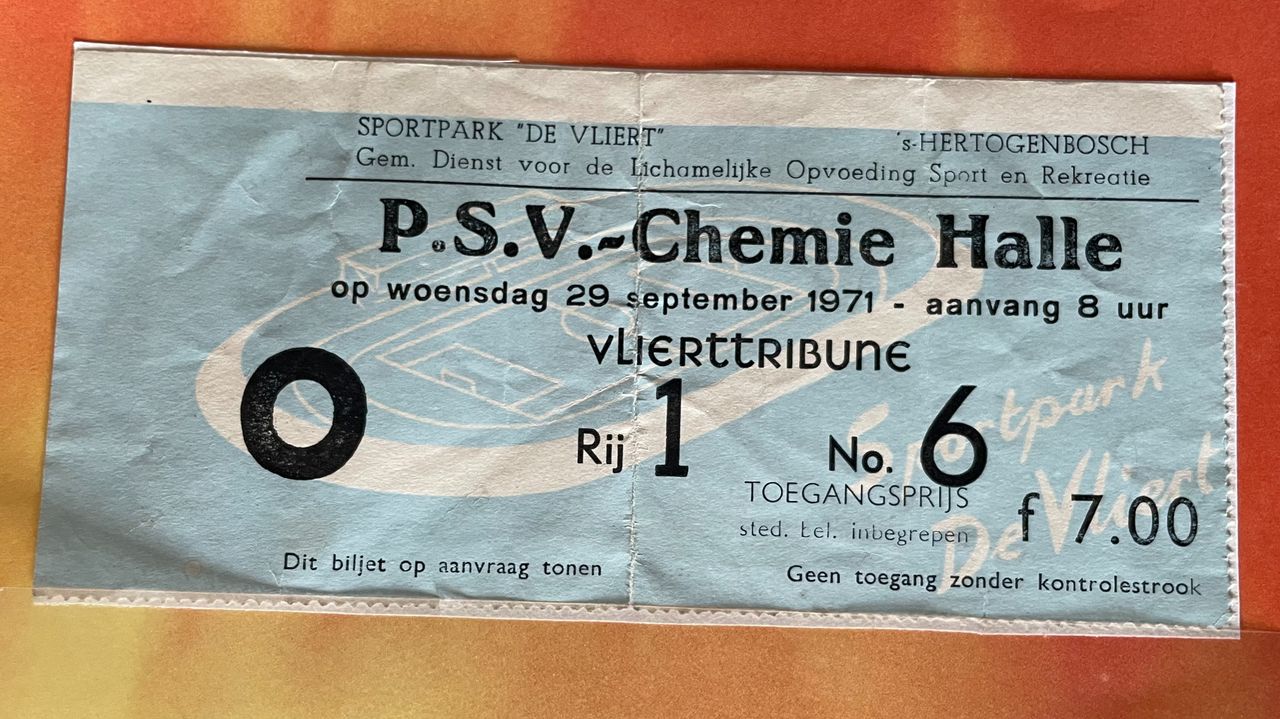 SPORTPARK "DE VLIERT" 's-HERTOGENBOSCH
Gem. Dienst voor de Lichamelijke Opvoeding Sport en Rekreatie
P.S.V.-Chemie Halle
op woensdag 29 september 1971 - aanvang 8 uur
VLIERTTRIBUNE
O Rij 1 No. 6
Sportpark
De Vliert
TOEGANGSPRIJS
sted. bel. inbegrepen f 7.00
Dit biljet op aanvraag tonen Geen toegang zonder kontrolestrook